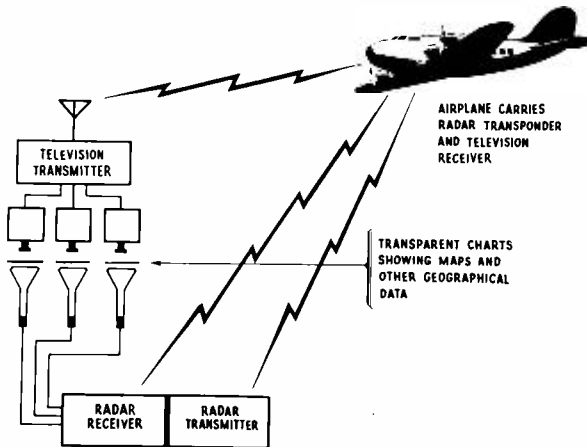 AIRPLANE CARRIES
RADAR TRANSPONDER
AND TELEVISION
RECEIVER
TELEVISION
TRANSMITTER
TRANSPARENT CHARTS
SHOWING MAPS AND
OTHER GEOGRAPHICAL
DATA
RADAR
RECEIVER
RADAR
TRANSMITTER